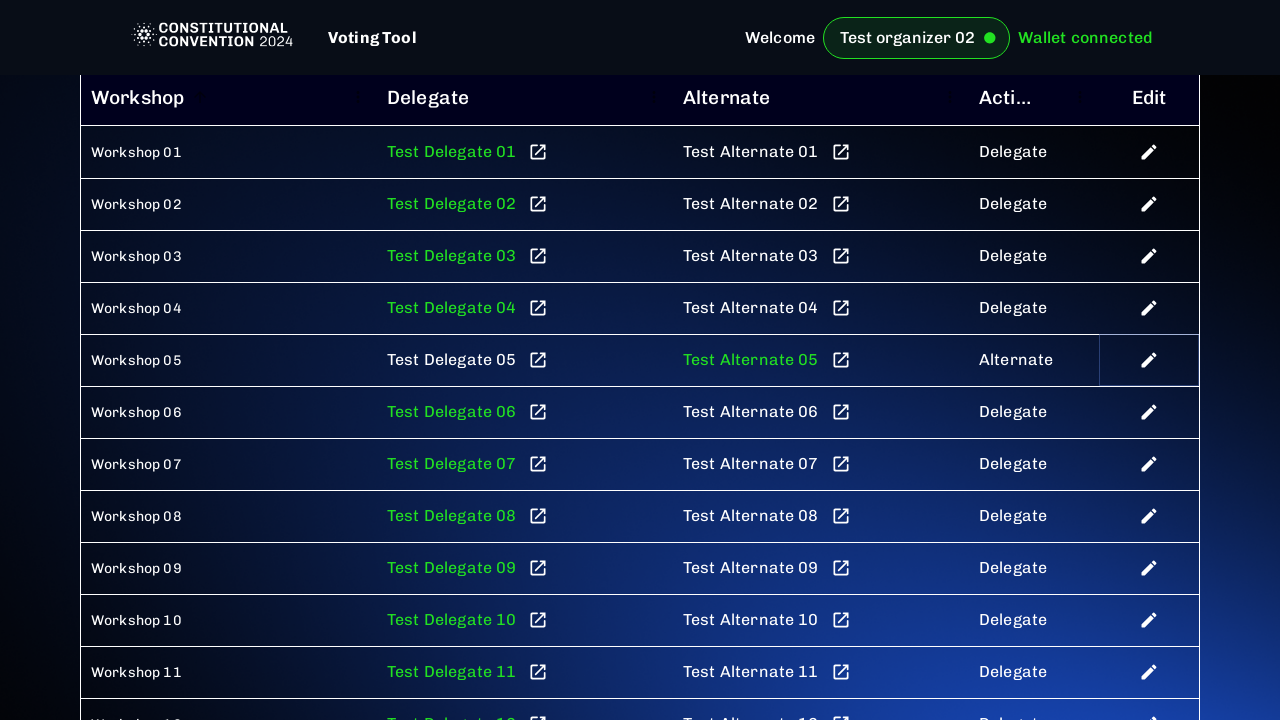 CONSTITUTIONAL
CONVENTION 2024
Voting Tool
Welcome Test organizer 02 Wallet connected
Workshop Delegate Alternate Acti... Edit
Workshop 01 Test Delegate 01 Test Alternate 01 Delegate
Workshop 02 Test Delegate 02 Test Alternate 02 Delegate
Workshop 03 Test Delegate 03 Test Alternate 03 Delegate
Workshop 04 Test Delegate 04 Test Alternate 04 Delegate
Workshop 05 Test Delegate 05 Test Alternate 05 Alternate
Workshop 06 Test Delegate 06 Test Alternate 06 Delegate
Workshop 07 Test Delegate 07 Test Alternate 07 Delegate
Workshop 08 Test Delegate 08 Test Alternate 08 Delegate
Workshop 09 Test Delegate 09 Test Alternate 09 Delegate
Workshop 10 Test Delegate 10 Test Alternate 10 Delegate
Workshop 11 Test Delegate 11 Test Alternate 11 Delegate